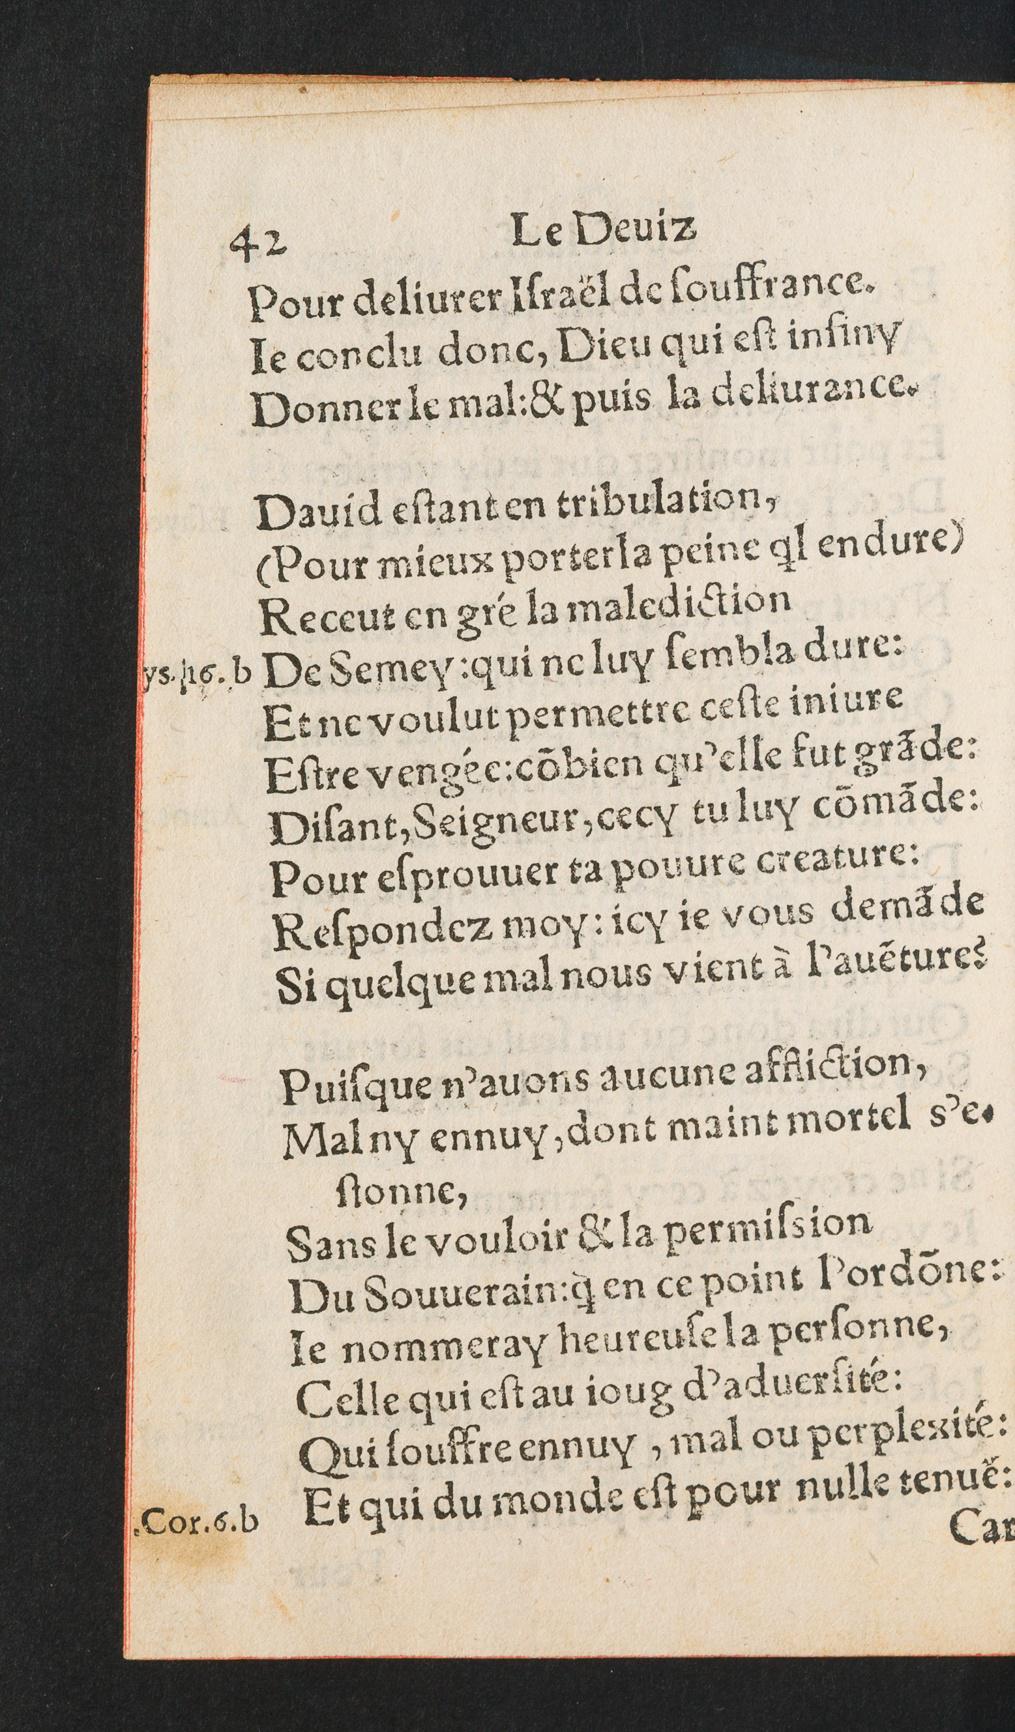 42 Le Deuiz
Pour deliurer Iſraël de ſouffrance.
Ie conclu donc, Dieu qui eſt infiny
Donner le mal:& puis la deliurance.
Dauid eſtant en tribulation,
(Pour mieux porter la peine ql endure)
Receut en gré la malediction
ys. 16. b De Semey:qui ne luy ſembla dure:
Et ne voulut permettre ceſte iniure
Eſtre vengée:cõbien qu'elle fut grãde:
Diſant,Seigneur,cecy tu luy cõmãde:
Pour eſprouuer ta pouure creature:
Reſpondez moy: icy ie vous demãde
Si quelque mal nous vient à l'auẽture?
Puiſque n'auons aucune affliction,
Mal ny ennuy,dont maint mortel s'e-
ſtonne,
Sans le vouloir & la permiſsion
Du Souuerain:q̃ en ce point l'ordõne:
Ie nommeray heureuſe la perſonne,
Celle qui eſt au ioug d'aduerſité:
Qui ſouffre ennuy , mal ou perplexité:
Et qui du monde eſt pour nulle tenuë:
.Cor.6.b
Car